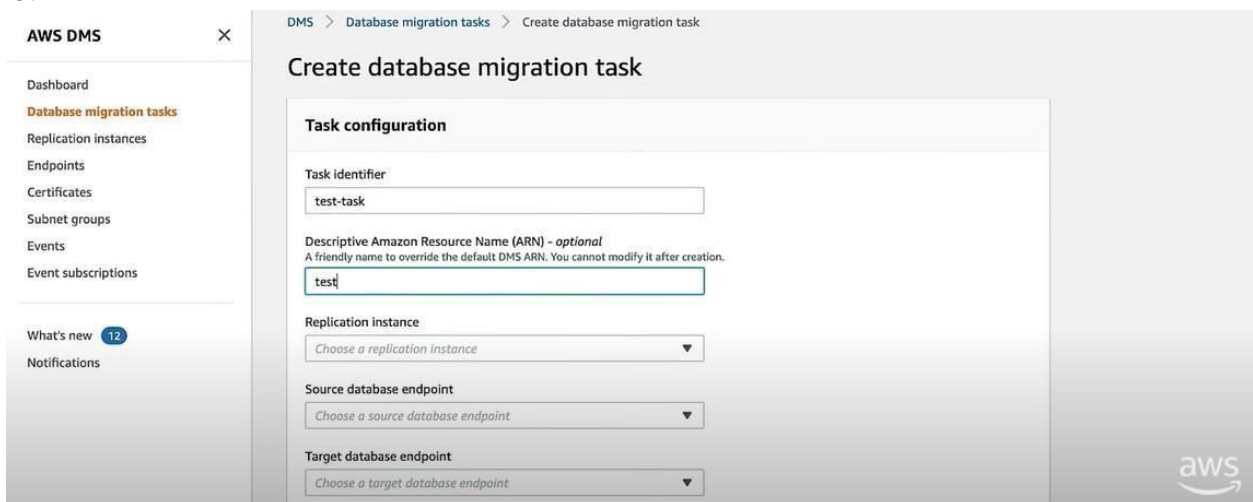 AWS DMS
Dashboard
Database migration tasks
Replication instances
Endpoints
Certificates
Subnet groups
Events
Event subscriptions
What's new 12
Notifications
DMS > Database migration tasks > Create database migration task
Create database migration task
Task configuration
Task identifier
test-task
Descriptive Amazon Resource Name (ARN) - optional
A friendly name to override the default DMS ARN. You cannot modify it after creation.
test
Replication instance
Choose a replication instance
Source database endpoint
Choose a source database endpoint
Target database endpoint
Choose a target database endpoint
aws